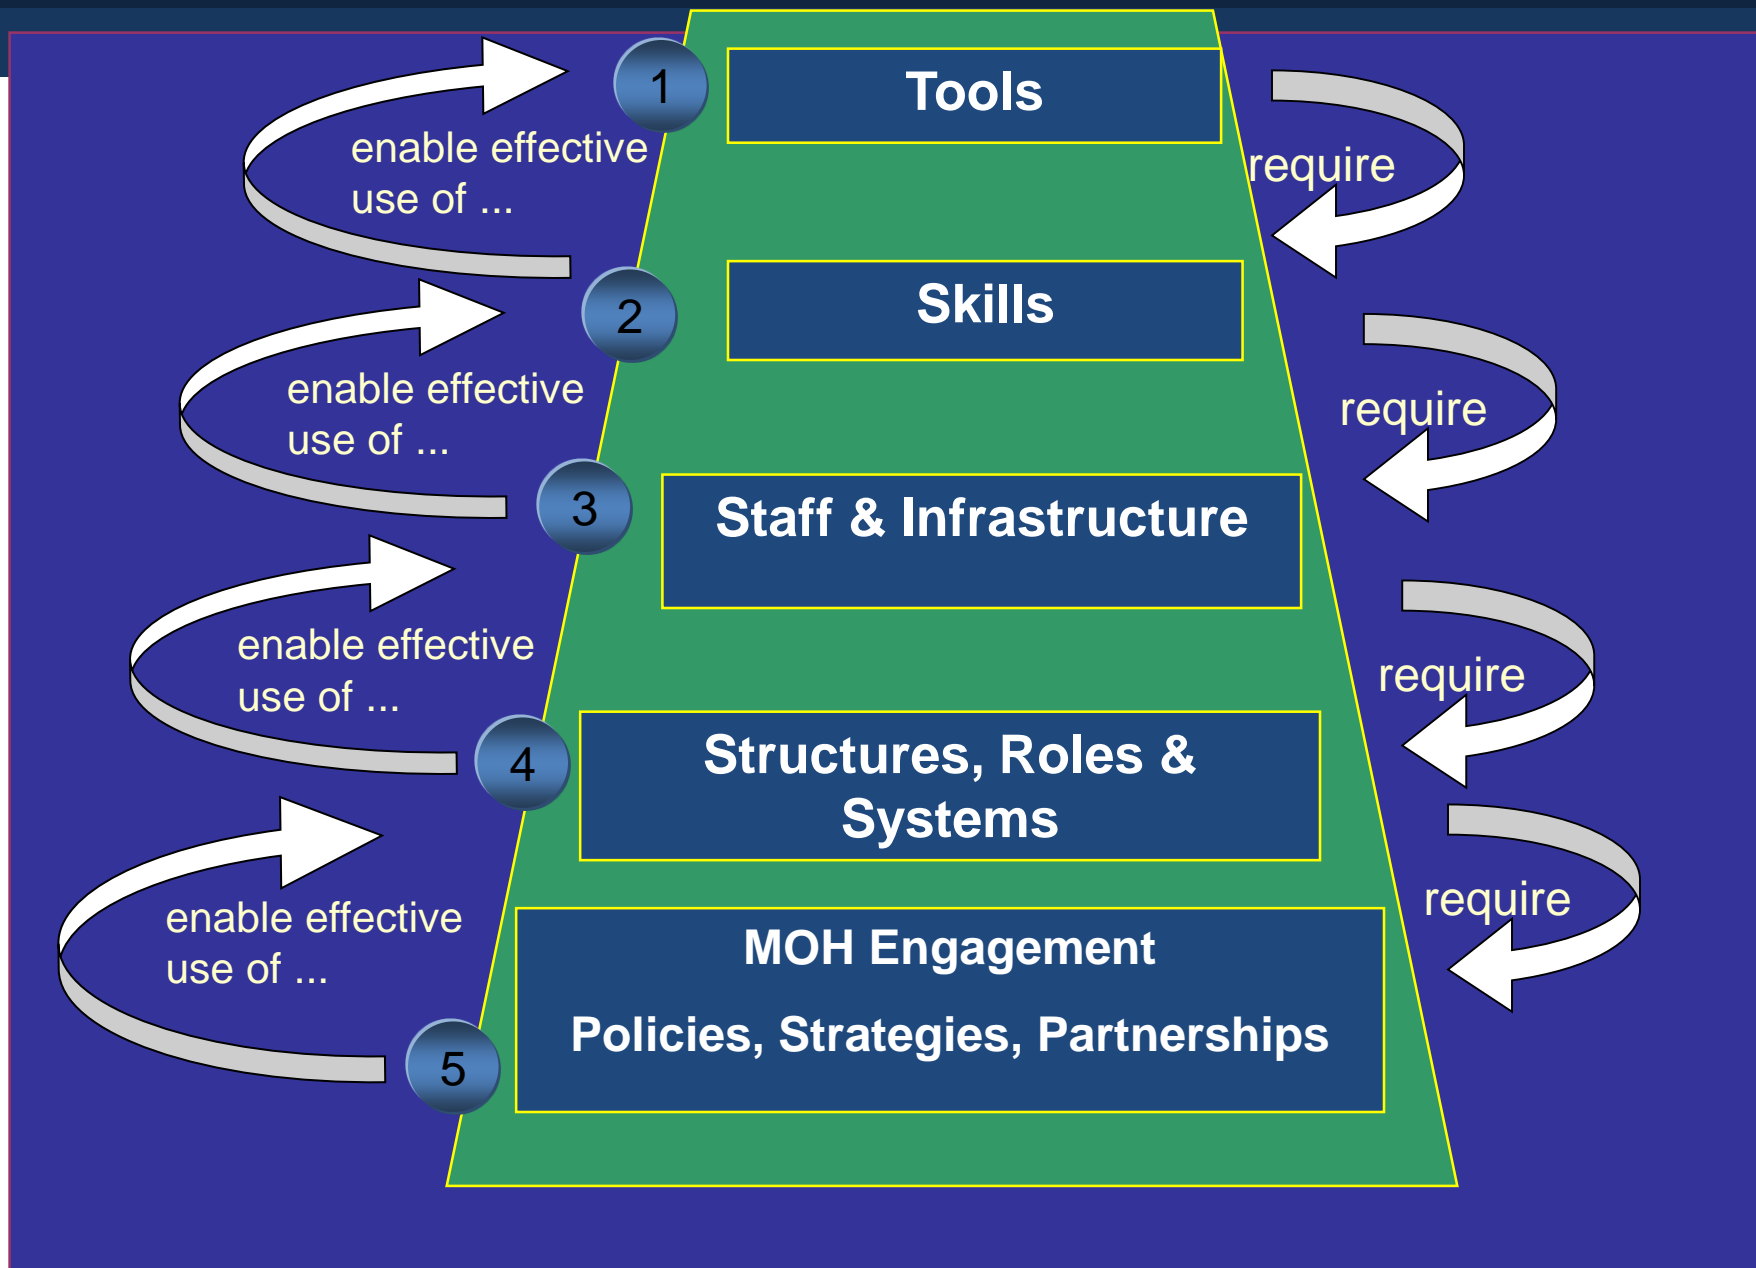 1
Tools
enable effective
use of ...
require
2
Skills
enable effective
use of ...
require
3
Staff & Infrastructure
enable effective
use of ...
require
4
Structures, Roles &
Systems
enable effective
use of ...
require
5
MOH Engagement
Policies, Strategies, Partnerships